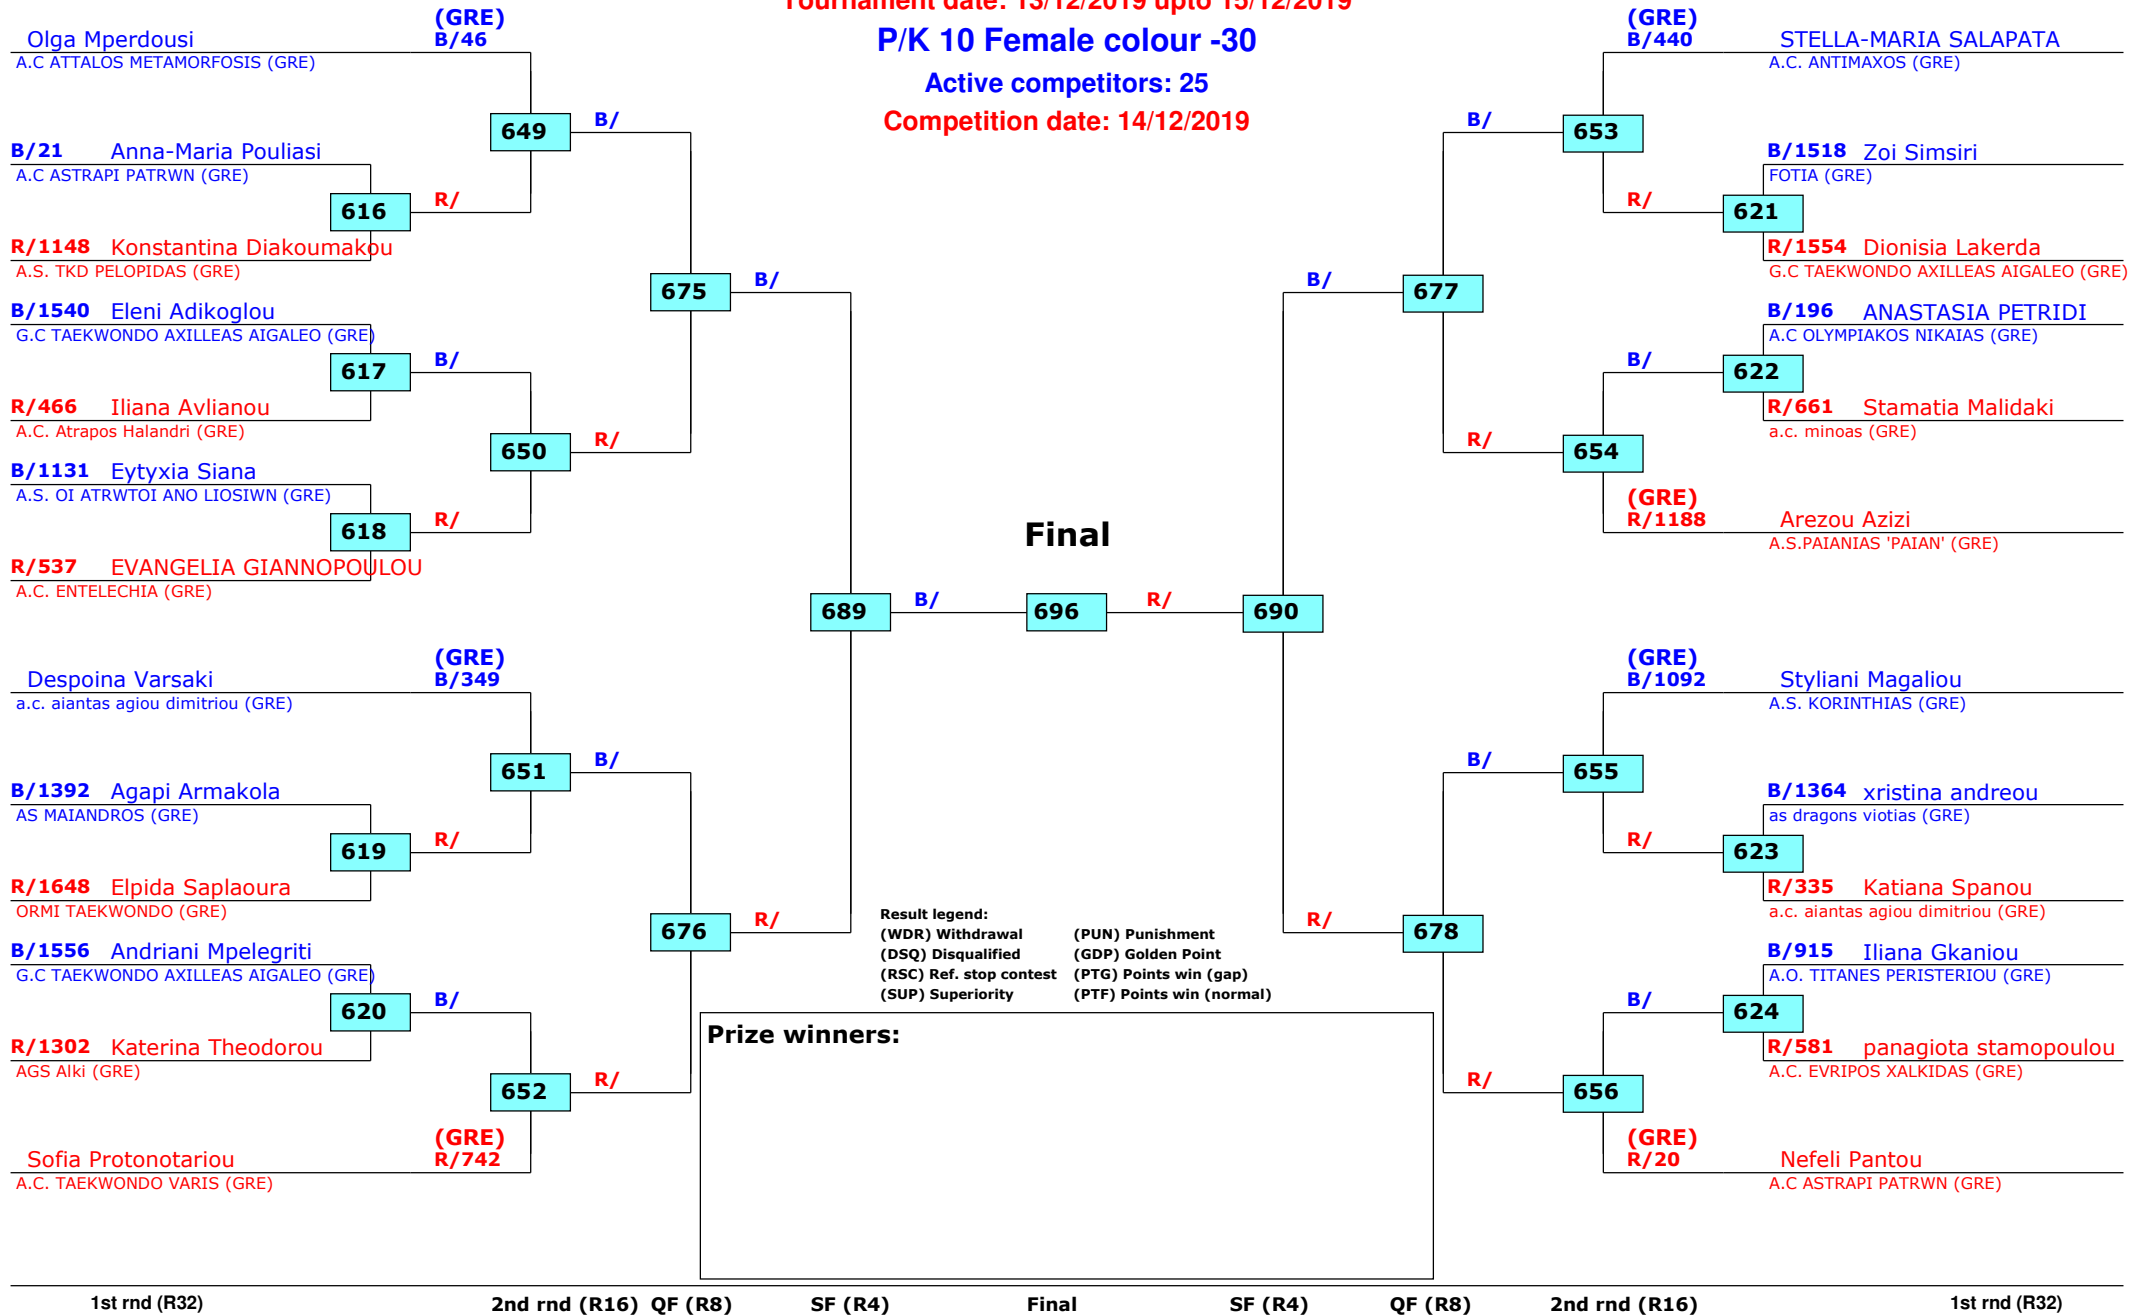 Tournament date: 13/12/2019 upto 15/12/2019
P/K 10 Female colour -30
Active competitors: 25
Competition date: 14/12/2019
(GRE)
Olga Mperdousi B/46
A.C ATTALOS METAMORFOSIS (GRE)
649 B/
B/21 Anna-Maria Pouliasi
A.C ASTRAPI PATRWN (GRE)
616 R/
R/1148 Konstantina Diakoumakou
A.S. TKD PELOPIDAS (GRE)
675 B/
B/1540 Eleni Adikoglou
G.C TAEKWONDO AXILLEAS AIGALEO (GRE)
617 B/
R/466 Iliana Avlianou
A.C. Atrapos Halandri (GRE)
650 R/
B/1131 Eytyxia Siana
A.S. OI ATRWTOI ANO LIOSIWN (GRE)
618 R/
R/537 EVANGELIA GIANNOPOULOU
A.C. ENTELECHIA (GRE)
Final
689 B/ 696 R/ 690
(GRE)
Despoina Varsaki B/349
a.c. aiantas agiou dimitriou (GRE)
651 B/
B/1392 Agapi Armakola
AS MAIANDROS (GRE)
619 R/
R/1648 Elpida Saplaoura
ORMI TAEKWONDO (GRE)
676 R/
B/1556 Andriani Mpelegriti
G.C TAEKWONDO AXILLEAS AIGALEO (GRE)
620 B/
R/1302 Katerina Theodorou
AGS Alki (GRE)
652 R/
(GRE)
Sofia Protonotariou R/742
A.C. TAEKWONDO VARIS (GRE)
(GRE)
B/440 STELLA-MARIA SALAPATA
A.C. ANTIMAXOS (GRE)
B/ 653
B/1518 Zoi Simsiri
FOTIA (GRE)
R/ 621
R/1554 Dionisia Lakerda
G.C TAEKWONDO AXILLEAS AIGALEO (GRE)
B/ 677
B/196 ANASTASIA PETRIDI
A.C OLYMPIAKOS NIKAIAS (GRE)
B/ 622
R/661 Stamatia Malidaki
a.c. minoas (GRE)
R/ 654
(GRE)
R/1188 Arezou Azizi
A.S.PAIANIAS 'PAIAN' (GRE)
(GRE)
B/1092 Styliani Magaliou
A.S. KORINTHIAS (GRE)
B/ 655
B/1364 xristina andreou
as dragons viotias (GRE)
R/ 623
R/335 Katiana Spanou
a.c. aiantas agiou dimitriou (GRE)
R/ 678
B/915 Iliana Gkaniou
A.O. TITANES PERISTERIOU (GRE)
B/ 624
R/581 panagiota stamopoulou
A.C. EVRIPOS XALKIDAS (GRE)
R/ 656
(GRE)
R/20 Nefeli Pantou
A.C ASTRAPI PATRWN (GRE)
Result legend:
(WDR) Withdrawal (PUN) Punishment
(DSQ) Disqualified (GDP) Golden Point
(RSC) Ref. stop contest (PTG) Points win (gap)
(SUP) Superiority (PTF) Points win (normal)
Prize winners:
1st rnd (R32) 2nd rnd (R16) QF (R8) SF (R4) Final SF (R4) QF (R8) 2nd rnd (R16) 1st rnd (R32)